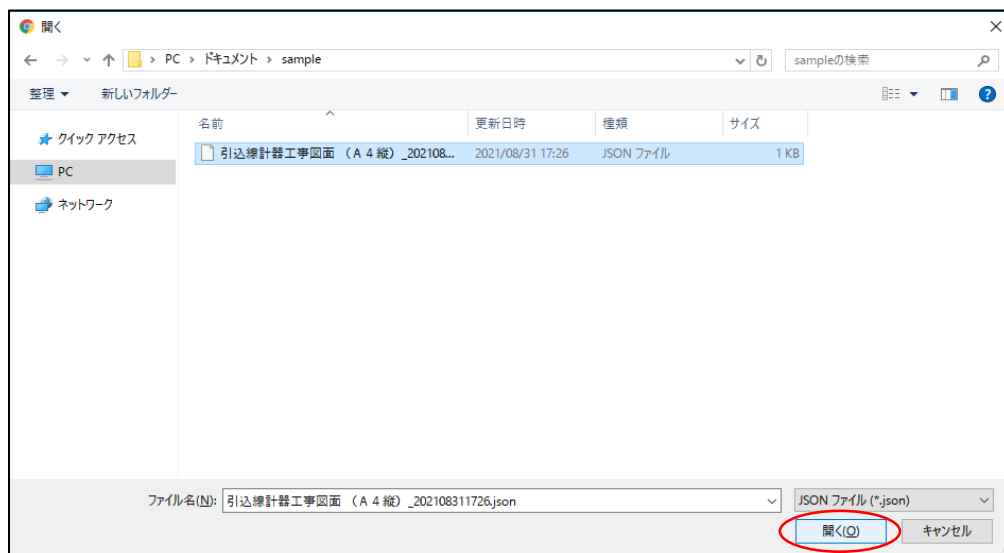 開く
PC › ドキュメント › sample
sampleの検索
整理
新しいフォルダー
名前
更新日時
種類
サイズ
クイック アクセス
引込線計器工事図面 （Ａ４縦）_202108...
2021/08/31 17:26
JSON ファイル
1 KB
PC
ネットワーク
ファイル名(N):
引込線計器工事図面 （Ａ４縦）_202108311726.json
JSON ファイル (*.json)
開く(O)
キャンセル